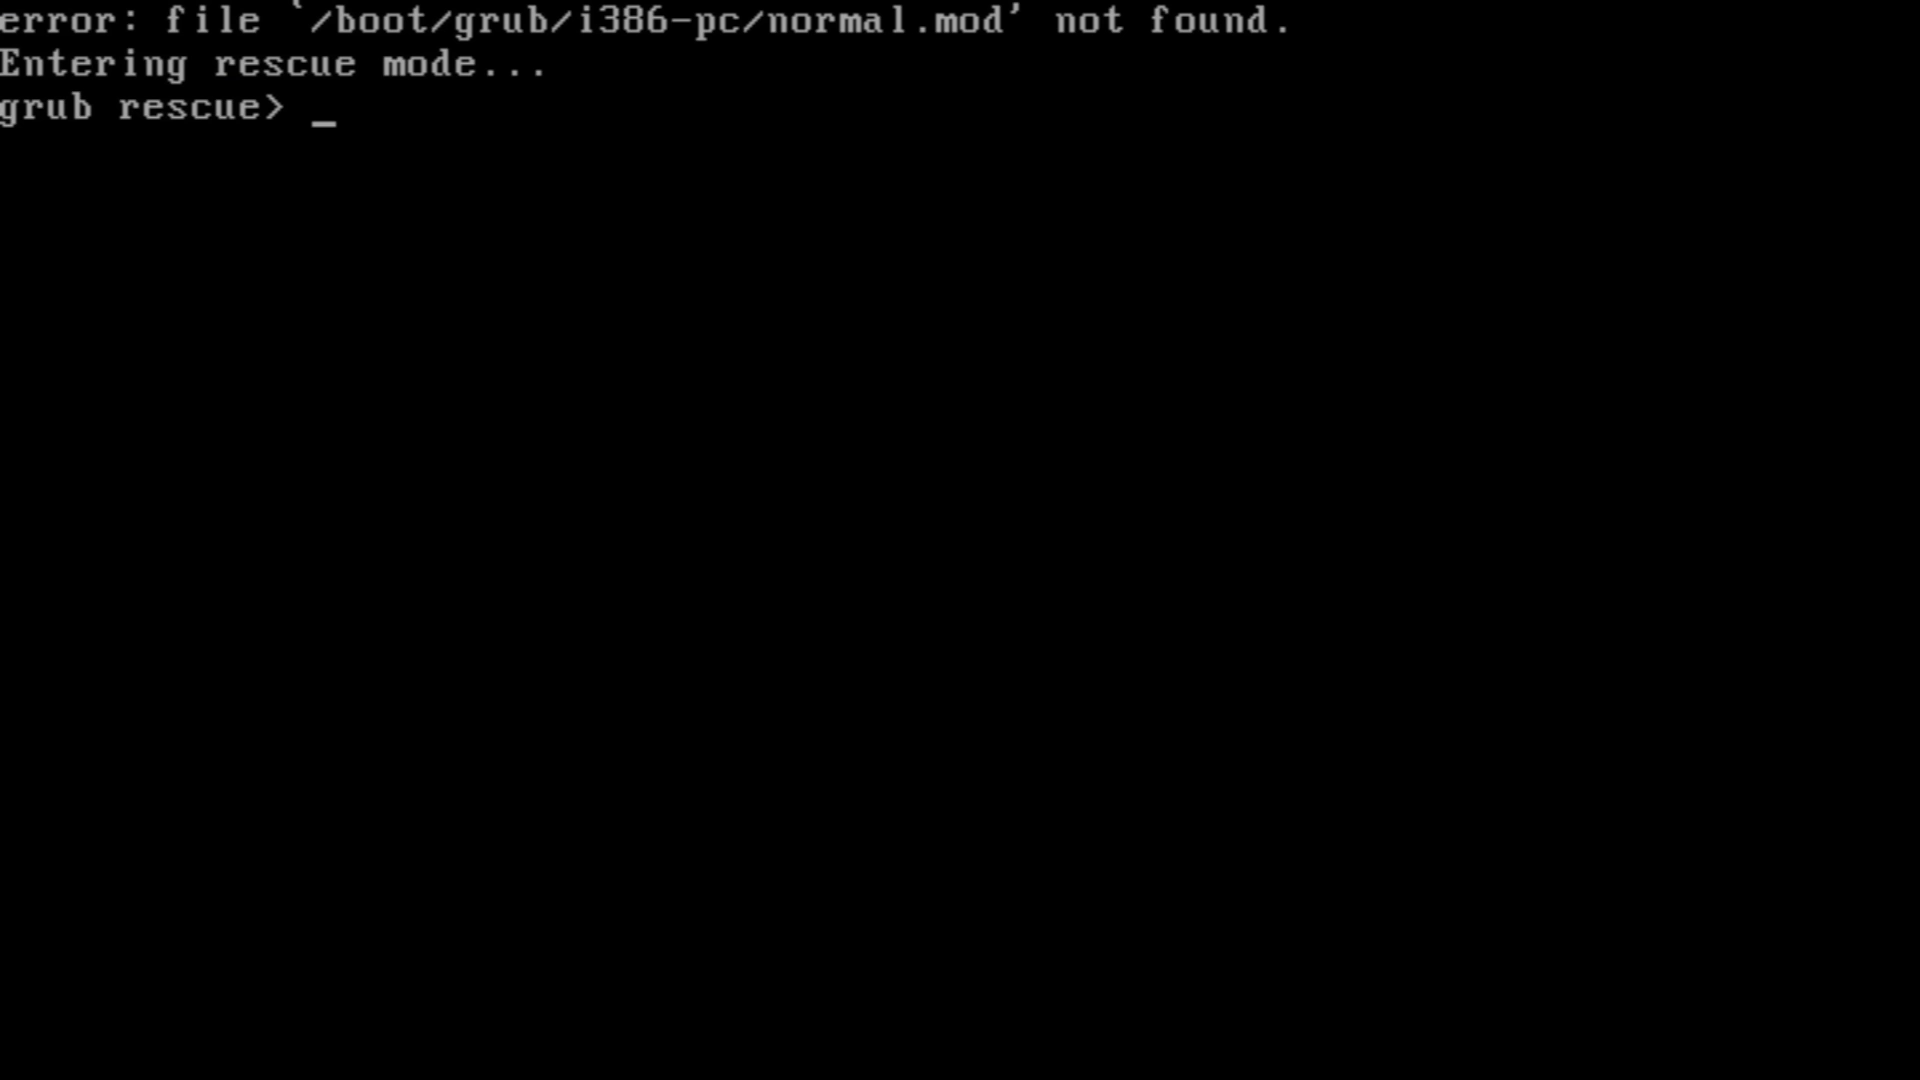 error: file `/boot/grub/i386-pc/normal.mod' not found.
Entering rescue mode...
grub rescue> _